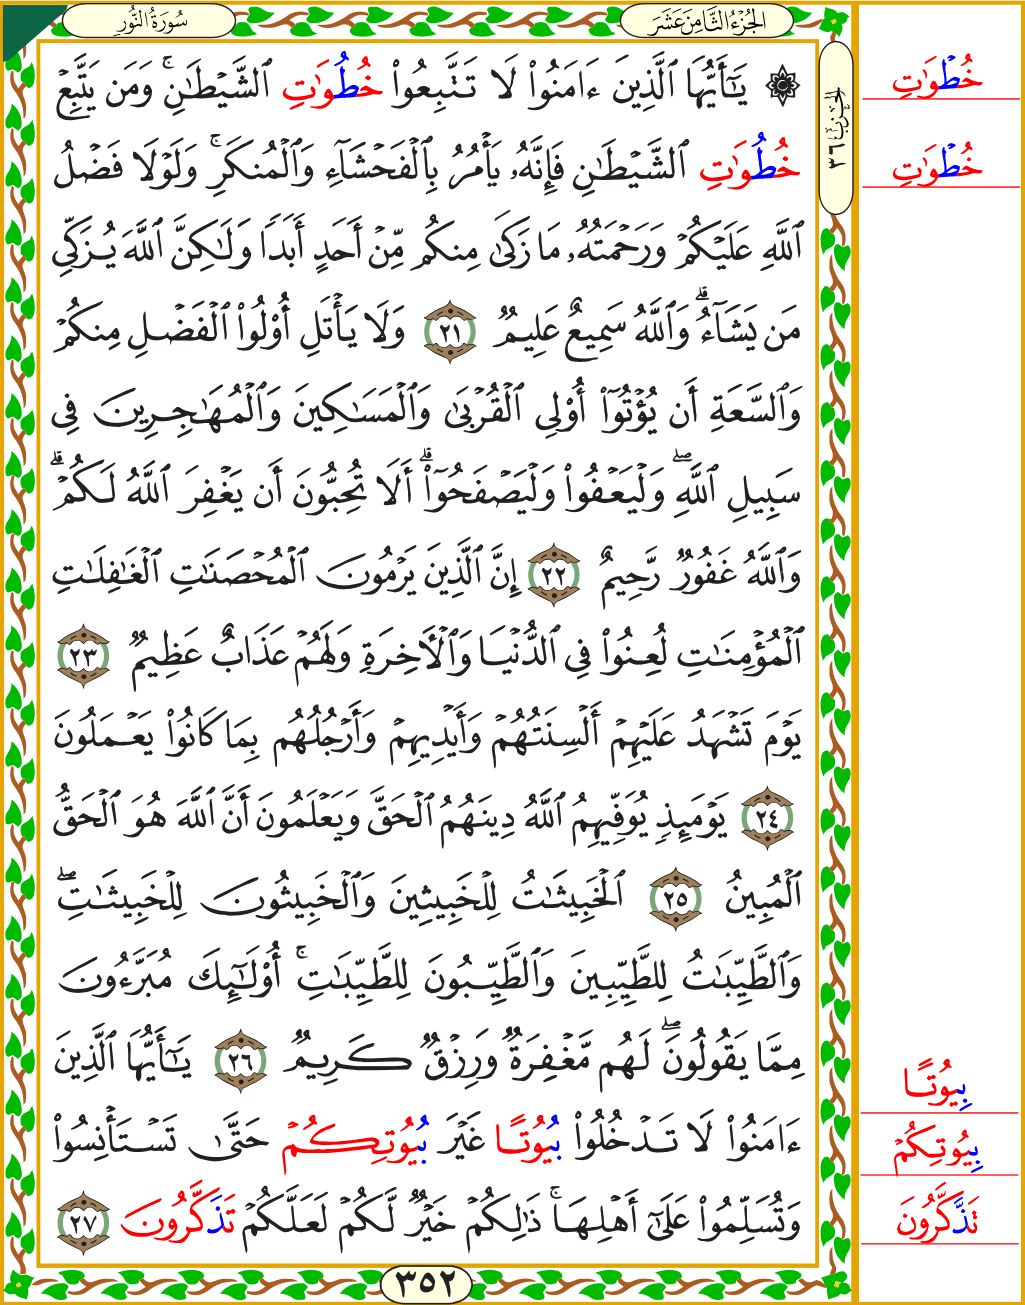 سُورَةُ النُّورِ
الجُزْءُ الثَّامِنَ عَشَرَ
الحِزْبُ ٣٦
۞ يَٰٓأَيُّهَا ٱلَّذِينَ ءَامَنُوا۟ لَا تَتَّبِعُوا۟ خُطُوَٰتِ ٱلشَّيْطَٰنِ ۚ وَمَن يَتَّبِعْ
خُطُوَٰتِ ٱلشَّيْطَٰنِ فَإِنَّهُۥ يَأْمُرُ بِٱلْفَحْشَآءِ وَٱلْمُنكَرِ ۚ وَلَوْلَا فَضْلُ
ٱللَّهِ عَلَيْكُمْ وَرَحْمَتُهُۥ مَا زَكَىٰ مِنكُم مِّنْ أَحَدٍ أَبَدًا وَلَٰكِنَّ ٱللَّهَ يُزَكِّى
مَن يَشَآءُ ۗ وَٱللَّهُ سَمِيعٌ عَلِيمٌ ٢١ وَلَا يَأْتَلِ أُو۟لُوا۟ ٱلْفَضْلِ مِنكُمْ
وَٱلسَّعَةِ أَن يُؤْتُوٓا۟ أُو۟لِى ٱلْقُرْبَىٰ وَٱلْمَسَٰكِينَ وَٱلْمُهَٰجِرِينَ فِى
سَبِيلِ ٱللَّهِ ۖ وَلْيَعْفُوا۟ وَلْيَصْفَحُوٓا۟ ۗ أَلَا تُحِبُّونَ أَن يَغْفِرَ ٱللَّهُ لَكُمْ ۗ
وَٱللَّهُ غَفُورٌ رَّحِيمٌ ٢٢ إِنَّ ٱلَّذِينَ يَرْمُونَ ٱلْمُحْصَنَٰتِ ٱلْغَٰفِلَٰتِ
ٱلْمُؤْمِنَٰتِ لُعِنُوا۟ فِى ٱلدُّنْيَا وَٱلْءَاخِرَةِ وَلَهُمْ عَذَابٌ عَظِيمٌ ٢٣
يَوْمَ تَشْهَدُ عَلَيْهِمْ أَلْسِنَتُهُمْ وَأَيْدِيهِمْ وَأَرْجُلُهُم بِمَا كَانُوا۟ يَعْمَلُونَ
٢٤ يَوْمَئِذٍ يُوَفِّيهِمُ ٱللَّهُ دِينَهُمُ ٱلْحَقَّ وَيَعْلَمُونَ أَنَّ ٱللَّهَ هُوَ ٱلْحَقُّ
ٱلْمُبِينُ ٢٥ ٱلْخَبِيثَٰتُ لِلْخَبِيثِينَ وَٱلْخَبِيثُونَ لِلْخَبِيثَٰتِ ۖ
وَٱلطَّيِّبَٰتُ لِلطَّيِّبِينَ وَٱلطَّيِّبُونَ لِلطَّيِّبَٰتِ ۚ أُو۟لَٰٓئِكَ مُبَرَّءُونَ
مِمَّا يَقُولُونَ ۖ لَهُم مَّغْفِرَةٌ وَرِزْقٌ كَرِيمٌ ٢٦ يَٰٓأَيُّهَا ٱلَّذِينَ
ءَامَنُوا۟ لَا تَدْخُلُوا۟ بُيُوتًا غَيْرَ بُيُوتِكُمْ حَتَّىٰ تَسْتَأْنِسُوا۟
وَتُسَلِّمُوا۟ عَلَىٰٓ أَهْلِهَا ۚ ذَٰلِكُمْ خَيْرٌ لَّكُمْ لَعَلَّكُمْ تَذَكَّرُونَ ٢٧
٣٥٢
خُطْوَٰتِ
خُطْوَٰتِ
بِيُوتًا
بِيُوتِكُمْ
تَذَّكَّرُونَ